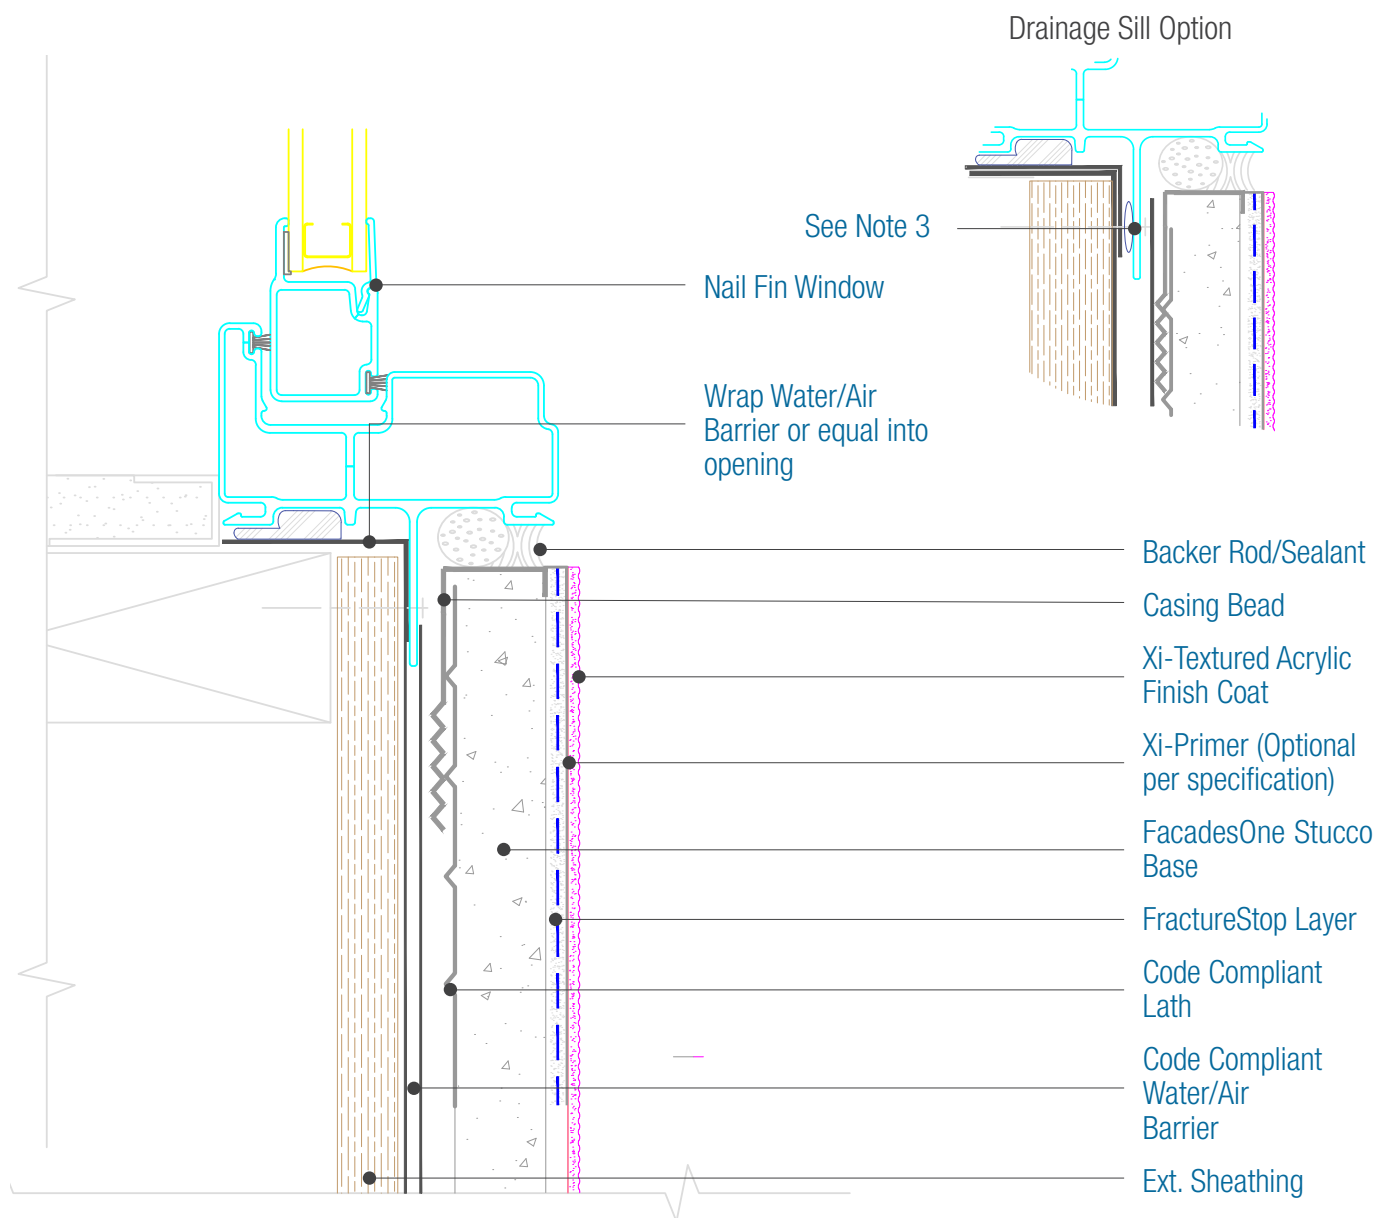 Drainage Sill Option
See Note 3
Nail Fin Window
Wrap Water/Air
Barrier or equal into
opening
Backer Rod/Sealant
Casing Bead
Xi-Textured Acrylic
Finish Coat
Xi-Primer (Optional
per specification)
FacadesOne Stucco
Base
FractureStop Layer
Code Compliant
Lath
Code Compliant
Water/Air
Barrier
Ext. Sheathing